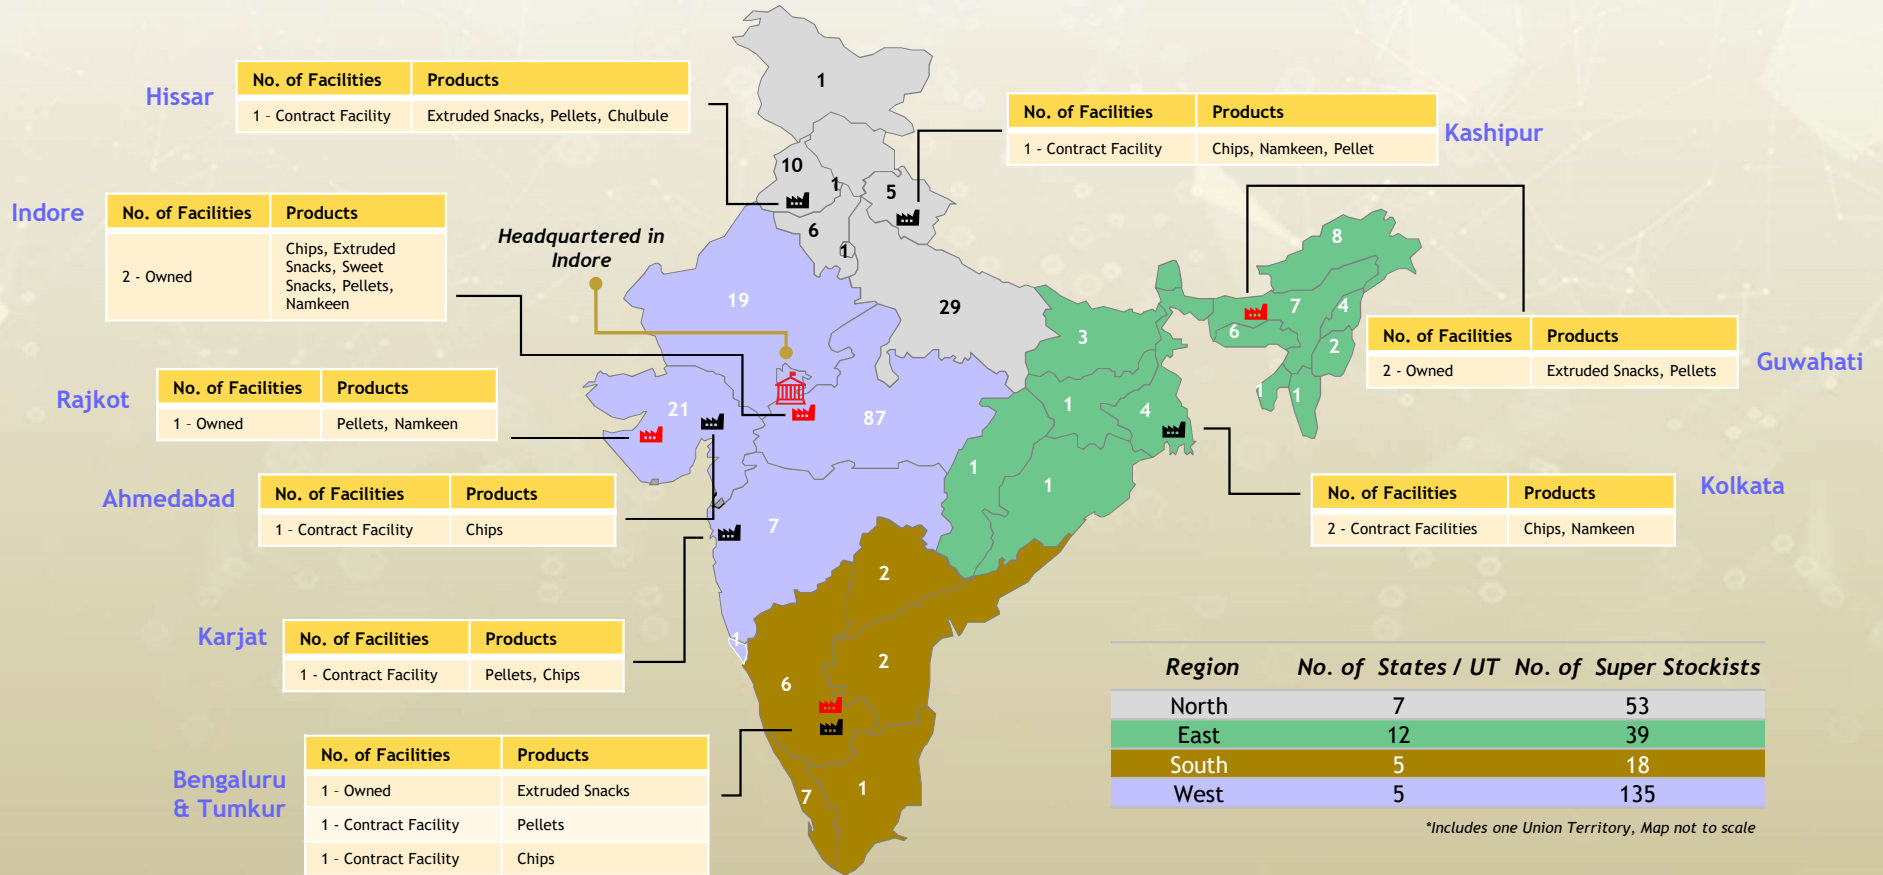 Hissar
No. of Facilities Products
1 – Contract Facility Extruded Snacks, Pellets, Chulbule
No. of Facilities Products
1 - Contract Facility Chips, Namkeen, Pellet
Kashipur
Indore
No. of Facilities Products
2 - Owned
Chips, Extruded
Snacks, Sweet
Snacks, Pellets,
Namkeen
Headquartered in
Indore
Rajkot
No. of Facilities Products
1 - Owned Pellets, Namkeen
Ahmedabad
No. of Facilities Products
1 – Contract Facility Chips
Karjat
No. of Facilities Products
1 - Contract Facility Pellets, Chips
Bengaluru
& Tumkur
No. of Facilities Products
1 – Owned Extruded Snacks
1 - Contract Facility Pellets
1 – Contract Facility Chips
1
10
1
5
6
1
29
19
21
87
7
1
3
1
4
1
1
8
7
4
6
2
1
1
2
2
6
7
1
No. of Facilities Products
2 - Owned Extruded Snacks, Pellets
Guwahati
No. of Facilities Products
2 - Contract Facilities Chips, Namkeen
Kolkata
Region No. of States / UT No. of Super Stockists
North 7 53
East 12 39
South 5 18
West 5 135
*Includes one Union Territory, Map not to scale